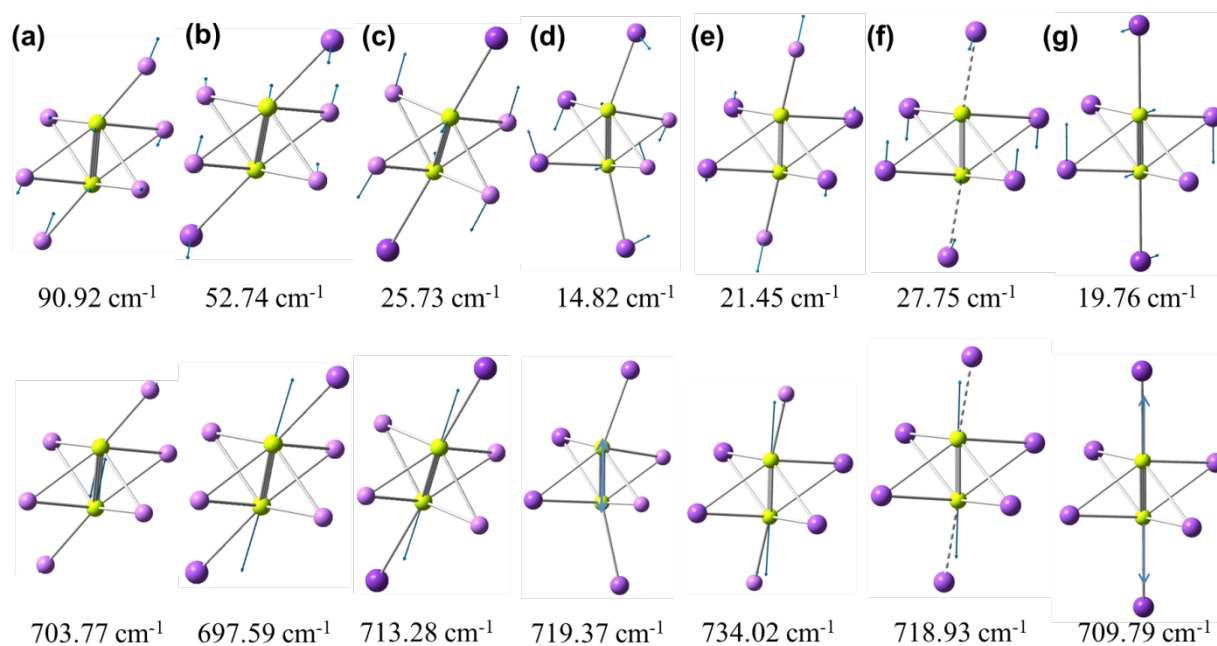 (a) (b) (c) (d) (e) (f) (g)
90.92 cm-1 52.74 cm-1 25.73 cm-1 14.82 cm-1 21.45 cm-1 27.75 cm-1 19.76 cm-1
703.77 cm-1 697.59 cm-1 713.28 cm-1 719.37 cm-1 734.02 cm-1 718.93 cm-1 709.79 cm-1